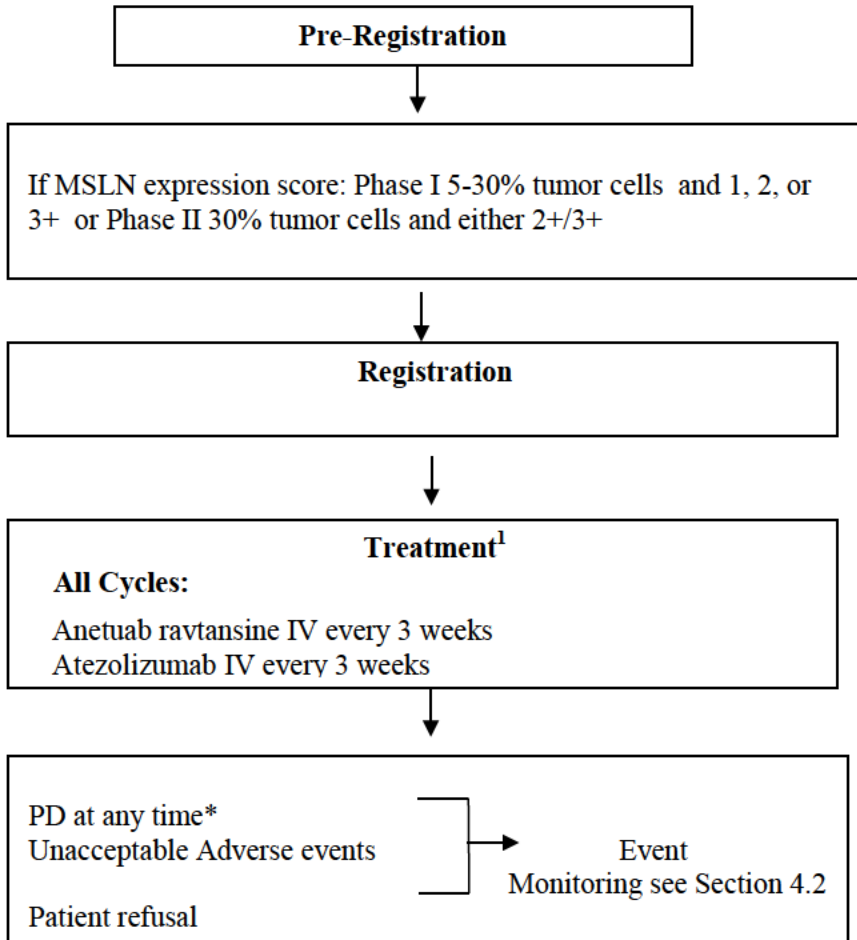 Pre-Registration
If MSLN expression score: Phase I 5-30% tumor cells and 1, 2, or
3+ or Phase II 30% tumor cells and either 2+/3+
Registration
Treatment¹
All Cycles:
Anetuab ravtansine IV every 3 weeks
Atezolizumab IV every 3 weeks
PD at any time*
Unacceptable Adverse events
Patient refusal
Event
Monitoring see Section 4.2